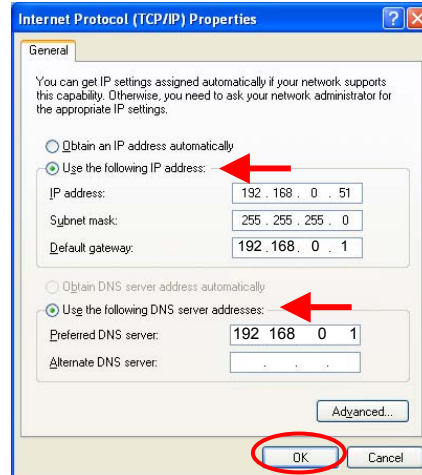 Internet Protocol (TCP/IP) Properties
General
You can get IP settings assigned automatically if your network supports
this capability. Otherwise, you need to ask your network administrator for
the appropriate IP settings.
Obtain an IP address automatically
Use the following IP address:
IP address: 192 . 168 . 0 . 51
Subnet mask: 255 . 255 . 255 . 0
Default gateway: 192 . 168 . 0 . 1
Obtain DNS server address automatically
Use the following DNS server addresses:
Preferred DNS server: 192 168 0 1
Alternate DNS server: . . .
Advanced...
OK Cancel